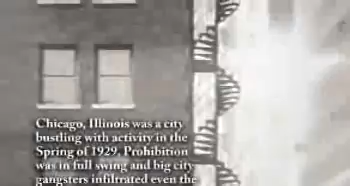 Chicago, Illinois was a city
bustling with activity in the
Spring of 1929. Prohibition
was in full swing and big city
gangsters infiltrated even the